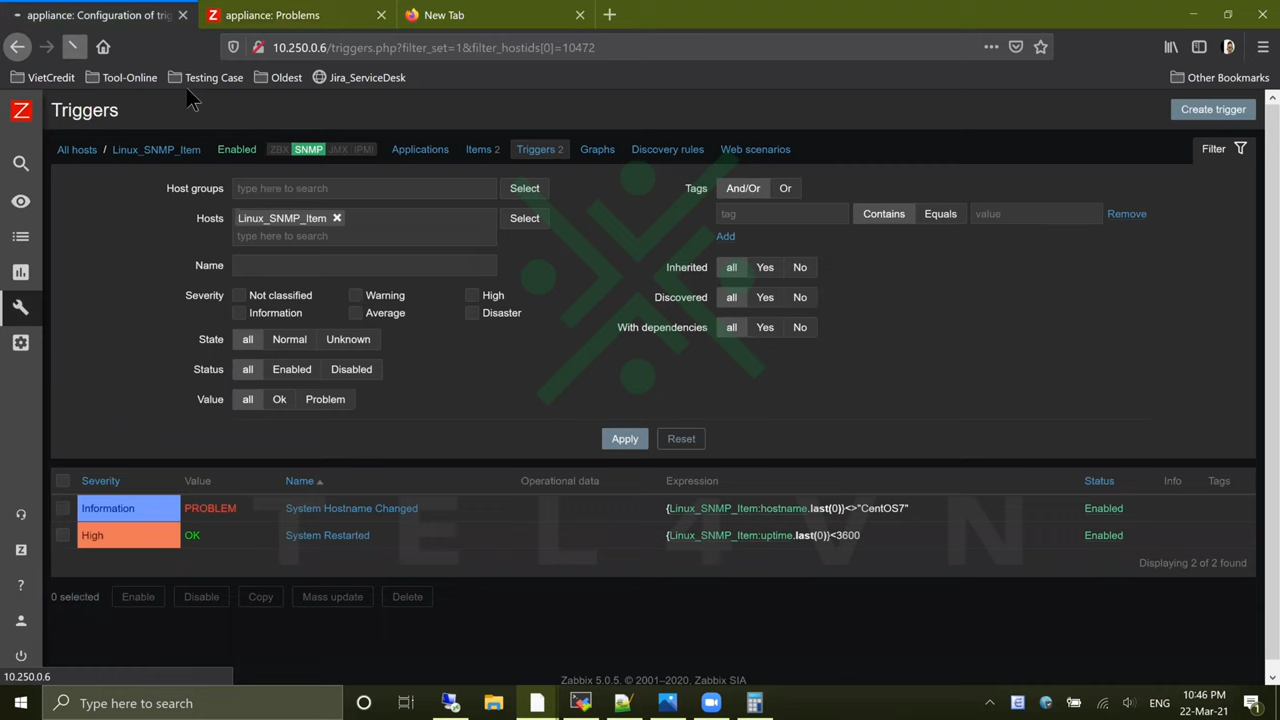 appliance: Configuration of trig
appliance: Problems
New Tab
10.250.0.6/triggers.php?filter_set=1&filter_hostids[0]=10472
VietCredit
Tool-Online
Testing Case
Oldest
Jira_ServiceDesk
Other Bookmarks
Z
Triggers
Create trigger
All hosts / Linux_SNMP_Item Enabled ZBX SNMP JMX IPMI Applications Items 2 Triggers 2 Graphs Discovery rules Web scenarios
Filter
Host groups type here to search Select
Tags And/Or Or
Hosts Linux_SNMP_Item Select
type here to search
tag Contains Equals value Remove
Add
Name
Inherited all Yes No
Severity Not classified Warning High
Information Average Disaster
Discovered all Yes No
With dependencies all Yes No
State all Normal Unknown
Status all Enabled Disabled
Value all Ok Problem
Apply Reset
Severity Value Name Operational data Expression Status Info Tags
Information PROBLEM System Hostname Changed {Linux_SNMP_Item:hostname.last(0)}<>"CentOS7" Enabled
High OK System Restarted {Linux_SNMP_Item:uptime.last(0)}<3600 Enabled
TEL4VN
Displaying 2 of 2 found
0 selected Enable Disable Copy Mass update Delete
10.250.0.6
Zabbix 5.0.5. © 2001–2020, Zabbix SIA
Type here to search
ENG
10:46 PM
22-Mar-21